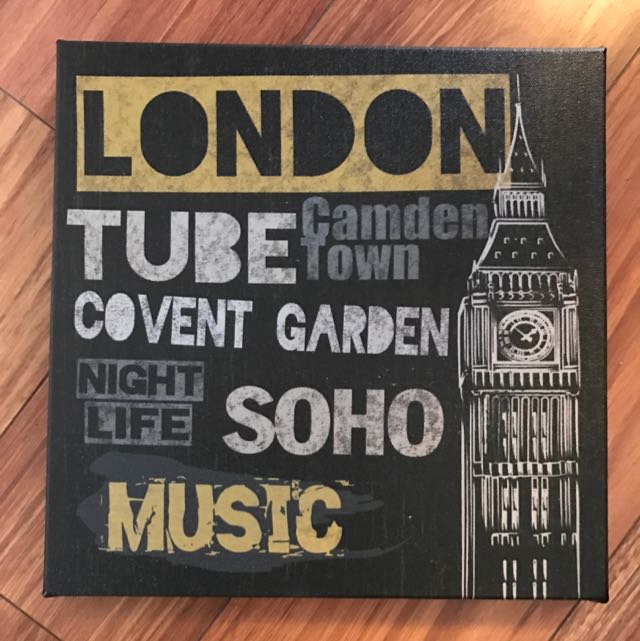 LONDON
TUBE
Camden
Town
COVENT GARDEN
NIGHT
LIFE
SOHO
MUSIC